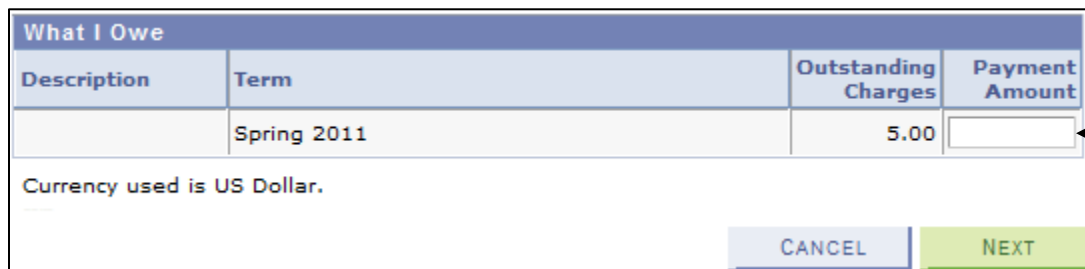 What I Owe
Description Term Outstanding Charges Payment Amount
Spring 2011 5.00
Currency used is US Dollar.
CANCEL NEXT